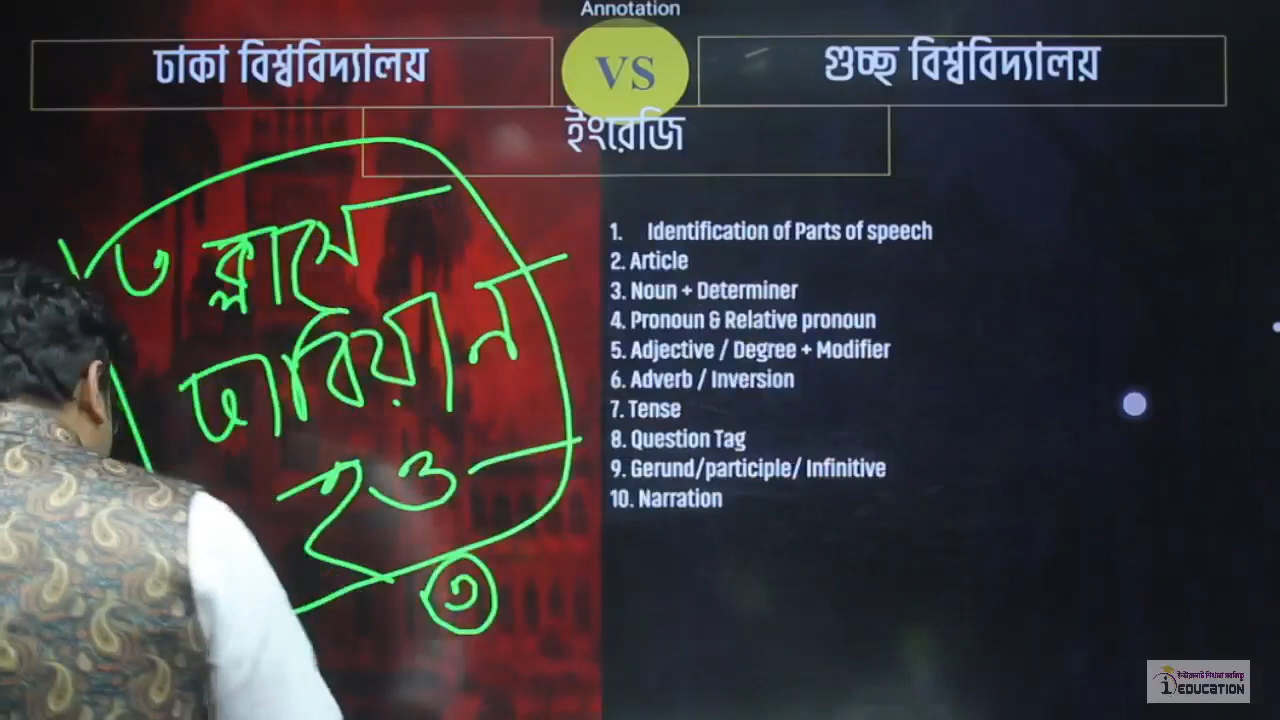 Annotation
ঢাকা বিশ্ববিদ্যালয়
VS
গুচ্ছ বিশ্ববিদ্যালয়
ইংরেজি
৩ ক্লাসে
ঢাবিয়ান
হও
৩
1. Identification of Parts of speech
2. Article
3. Noun + Determiner
4. Pronoun & Relative pronoun
5. Adjective / Degree + Modifier
6. Adverb / Inversion
7. Tense
8. Question Tag
9. Gerund/participle/ Infinitive
10. Narration
EDUCATION